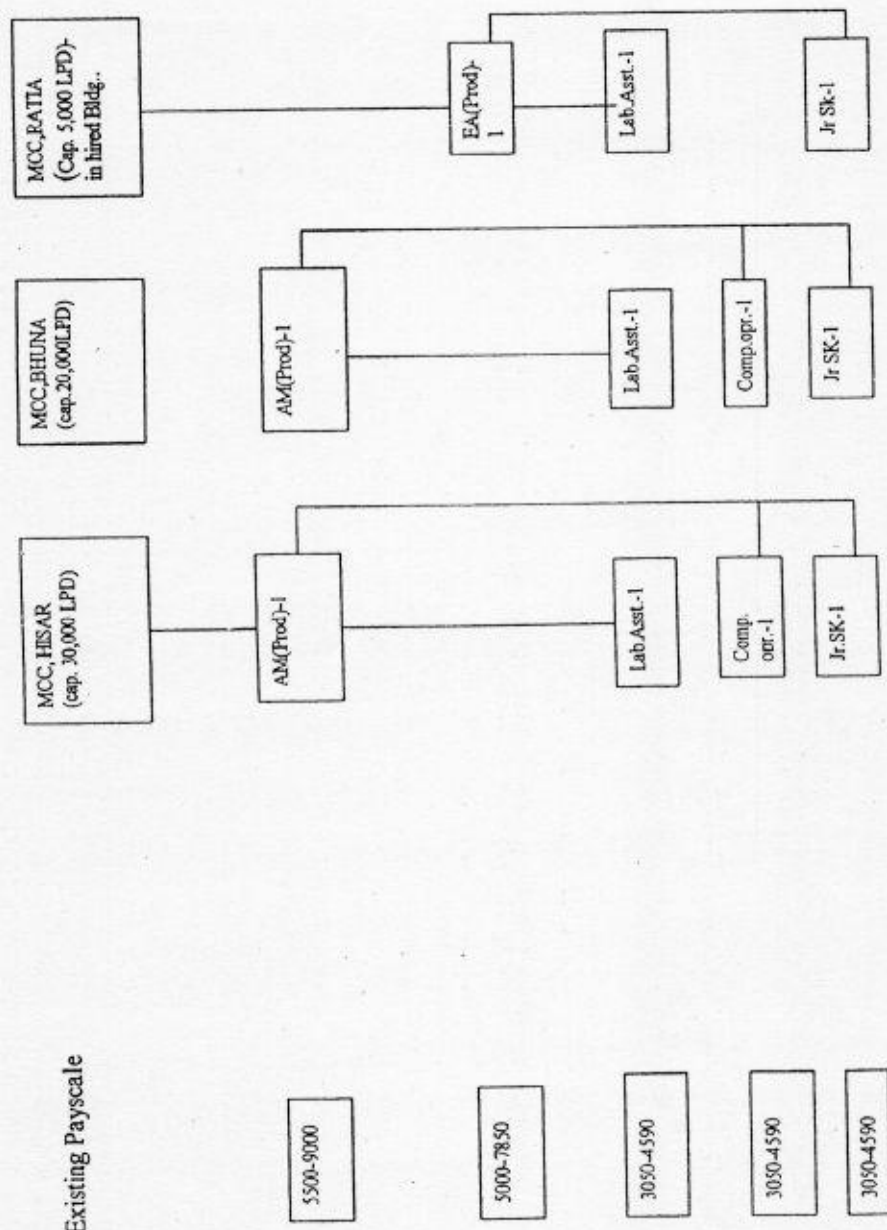 Existing Payscale
MCC, HISAR
(cap. 30,000 LPD)
MCC,BHUNA
(cap.20,000LPD)
MCC,RATIA
(Cap. 5,000 LPD)-
in hired Bldg..
5500-9000
AM(Prod)-1
AM(Prod)-1
5000-7850
EA(Prod)-
1
3050-4590
Lab.Asst.-1
Lab.Asst.-1
Lab.Asst.-1
3050-4590
Comp.
opr.-1
Comp.opr.-1
3050-4590
Jr.SK-1
Jr SK-1
Jr Sk-1